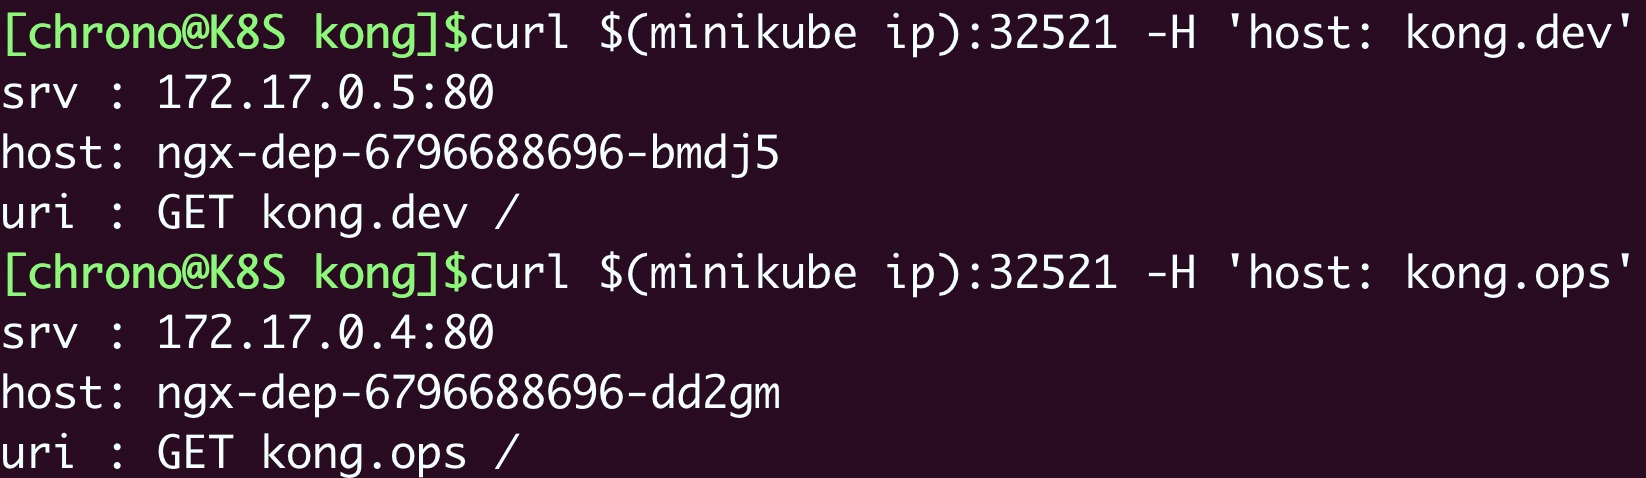 [chrono@K8S kong]$curl $(minikube ip):32521 -H 'host: kong.dev'
srv : 172.17.0.5:80
host: ngx-dep-6796688696-bmdj5
uri : GET kong.dev /
[chrono@K8S kong]$curl $(minikube ip):32521 -H 'host: kong.ops'
srv : 172.17.0.4:80
host: ngx-dep-6796688696-dd2gm
uri : GET kong.ops /